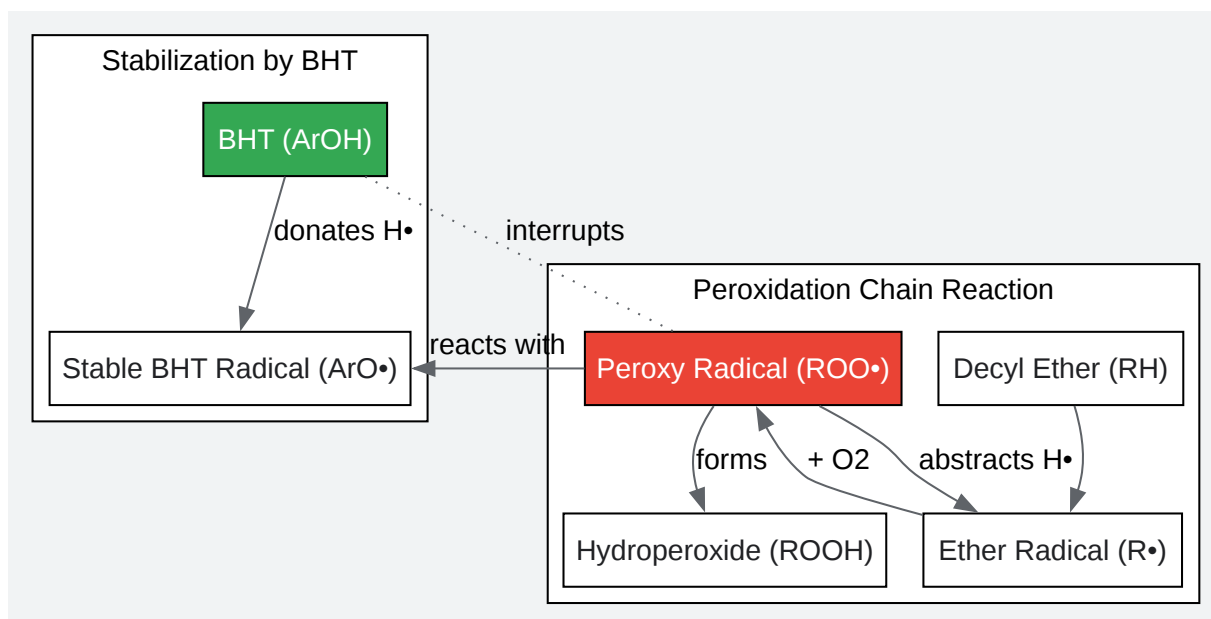 Stabilization by BHT
BHT (ArOH)
donates H•
interrupts
Peroxidation Chain Reaction
reacts with
Stable BHT Radical (ArO•)
Peroxy Radical (ROO•)
Decyl Ether (RH)
forms
+ O2
abstracts H•
Hydroperoxide (ROOH)
Ether Radical (R•)